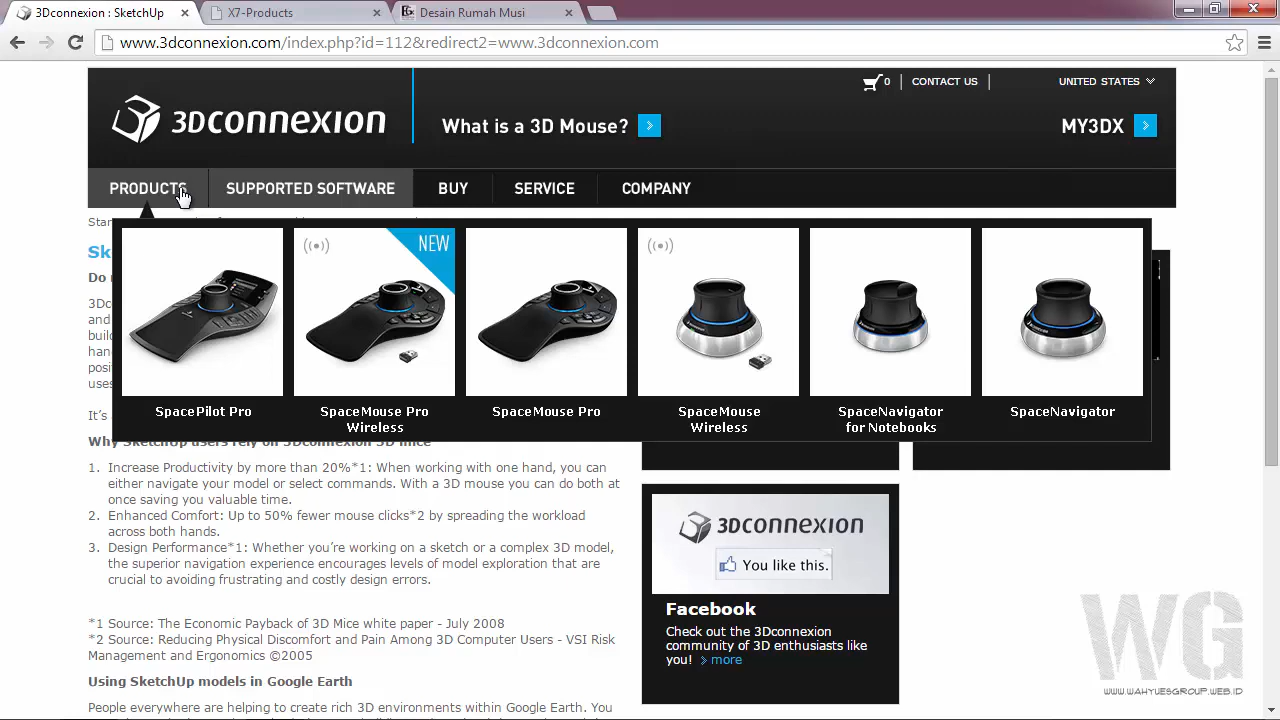 3Dconnexion : SketchUp
X7-Products
Desain Rumah Musi
www.3dconnexion.com/index.php?id=112&redirect2=www.3dconnexion.com
0
CONTACT US
UNITED STATES
3Dconnexion
What is a 3D Mouse?
MY3DX
PRODUCTS
SUPPORTED SOFTWARE
BUY
SERVICE
COMPANY
NEW
SpacePilot Pro
SpaceMouse Pro
Wireless
SpaceMouse Pro
SpaceMouse
Wireless
SpaceNavigator
for Notebooks
SpaceNavigator
Why SketchUp users rely on 3Dconnexion 3D mice
1. Increase Productivity by more than 20%*1: When working with one hand, you can
either navigate your model or select commands. With a 3D mouse you can do both at
once saving you valuable time.
2. Enhanced Comfort: Up to 50% fewer mouse clicks*2 by spreading the workload
across both hands.
3. Design Performance*1: Whether you're working on a sketch or a complex 3D model,
the superior navigation experience encourages levels of model exploration that are
crucial to avoiding frustrating and costly design errors.
*1 Source: The Economic Payback of 3D Mice white paper - July 2008
*2 Source: Reducing Physical Discomfort and Pain Among 3D Computer Users - VSI Risk
Management and Ergonomics ©2005
Using SketchUp models in Google Earth
People everywhere are helping to create rich 3D environments within Google Earth. You
3Dconnexion
You like this.
Facebook
Check out the 3Dconnexion
community of 3D enthusiasts like
you! > more
WG
WWW.WAHYUESGROUP.WEB.ID